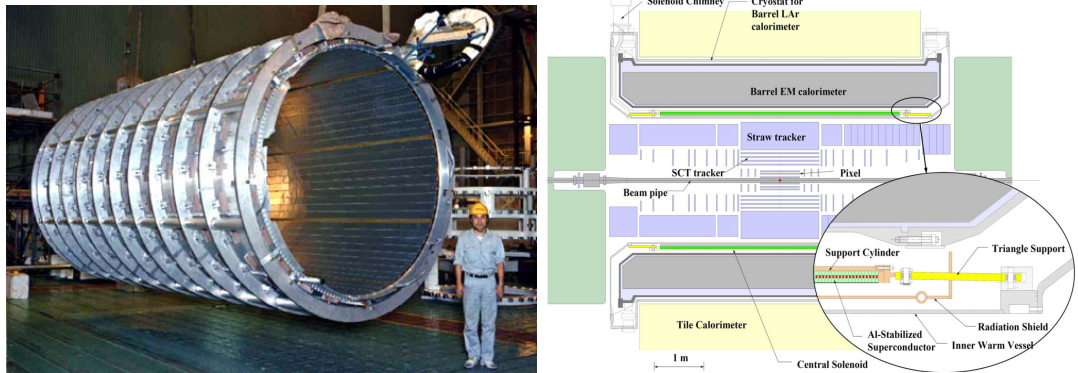 Solenoid Chimney
Cryostat for
Barrel LAr
calorimeter
Barrel EM calorimeter
Straw tracker
SCT tracker
Pixel
Beam pipe
Support Cylinder
Triangle Support
Radiation Shield
Al-Stabilized
Superconductor
Inner Warm Vessel
Tile Calorimeter
Central Solenoid
1 m